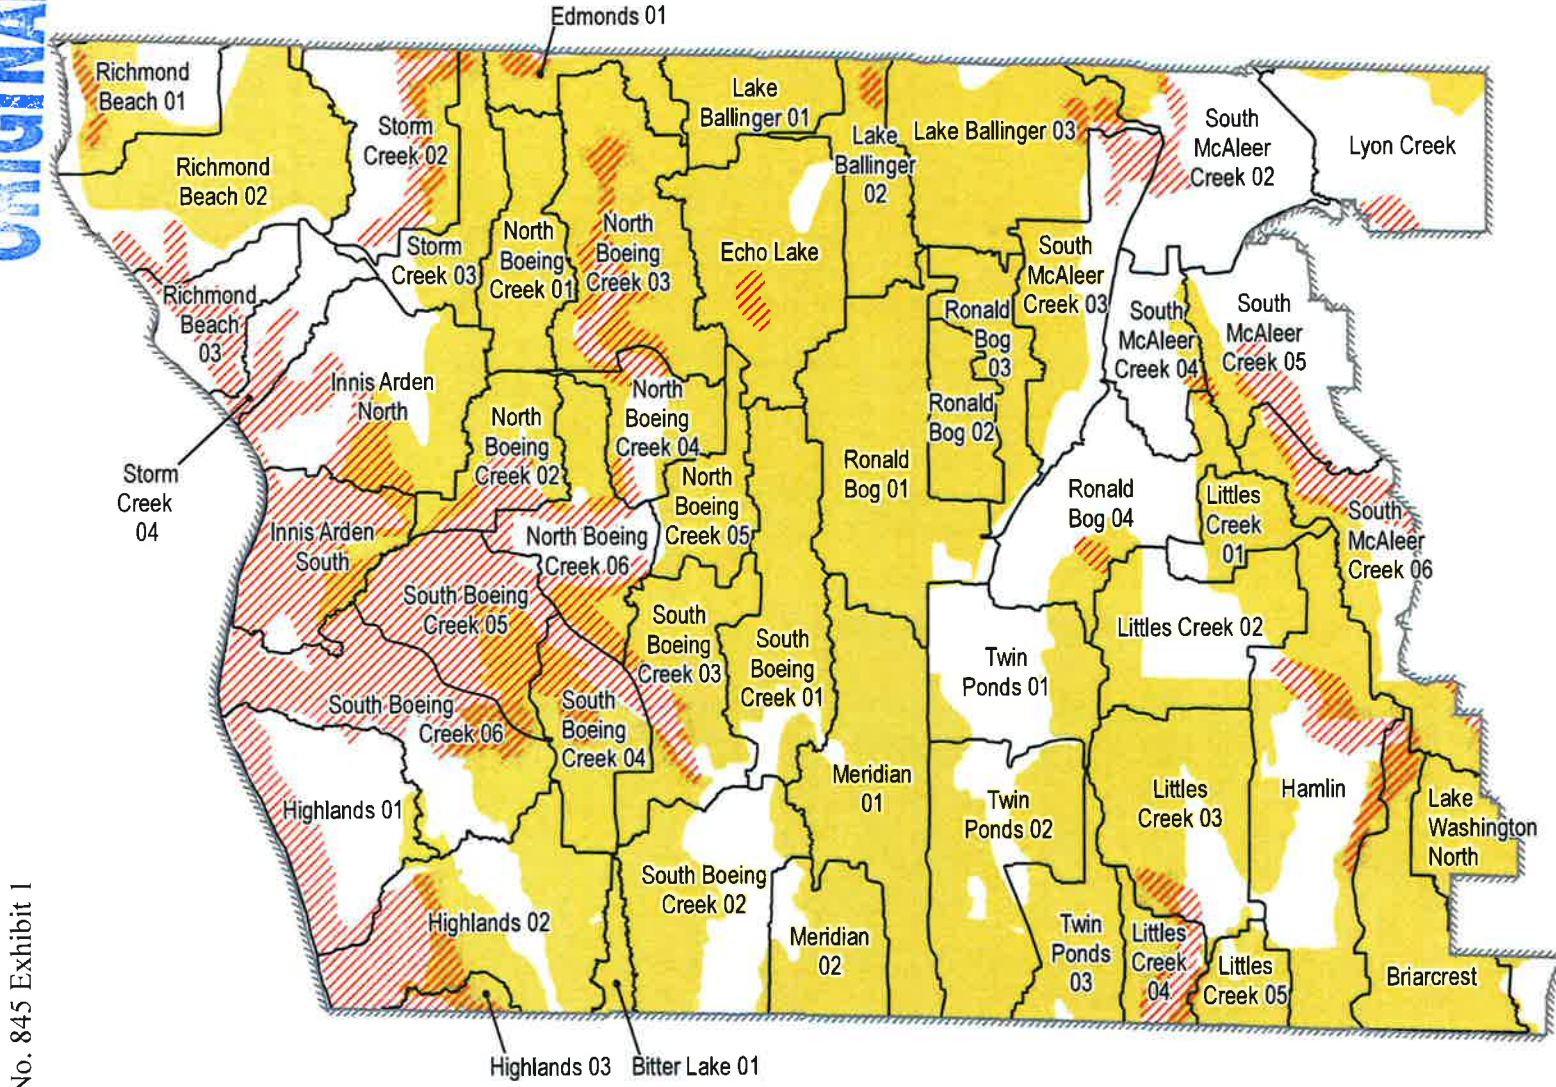 ORIGINAL
No. 845 Exhibit 1
Edmonds 01
Richmond
Beach 01
Richmond
Beach 02
Storm
Creek 02
Lake
Ballinger 01
Lake
Ballinger
02
Lake Ballinger 03
South
McAleer
Creek 02
Lyon Creek
Storm
Creek 03
North
Boeing
Creek 01
North
Boeing
Creek 03
Echo Lake
South
McAleer
Creek 03
Richmond
Beach
03
Ronald
Bog
03
South
McAleer
Creek 04
South
McAleer
Creek 05
Innis Arden
North
North
Boeing
Creek 02
North
Boeing
Creek 04
Ronald
Bog 02
Storm
Creek
04
North
Boeing
Creek 05
Ronald
Bog 01
Ronald
Bog 04
Littles
Creek
01
South
McAleer
Creek 06
Innis Arden
South
North Boeing
Creek 06
South Boeing
Creek 05
South
Boeing
Creek 03
South
Boeing
Creek 01
Twin
Ponds 01
Littles Creek 02
South Boeing
Creek 06
South
Boeing
Creek 04
Highlands 01
Meridian
01
Twin
Ponds 02
Littles
Creek 03
Hamlin
Lake
Washington
North
Highlands 02
South Boeing
Creek 02
Meridian
02
Twin
Ponds
03
Littles
Creek
04
Littles
Creek 05
Briarcrest
Highlands 03
Bitter Lake 01